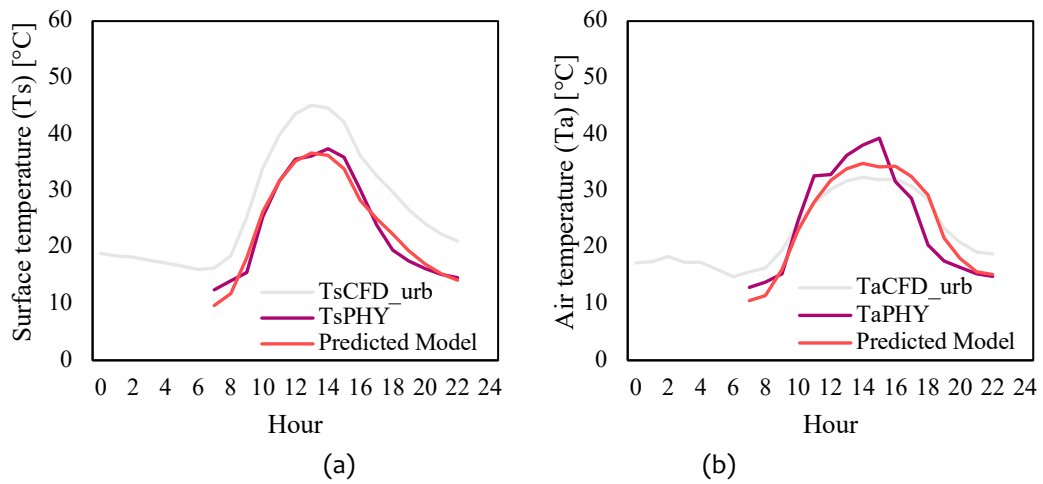 Surface temperature (Ts) [°C]
60
50
40
30
20
10
0
TsCFD_urb
TsPHY
Predicted Model
0 2 4 6 8 10 12 14 16 18 20 22 24
Hour
(a)
Air temperature (Ta) [°C]
60
50
40
30
20
10
0
TaCFD_urb
TaPHY
Predicted Model
0 2 4 6 8 10 12 14 16 18 20 22 24
Hour
(b)